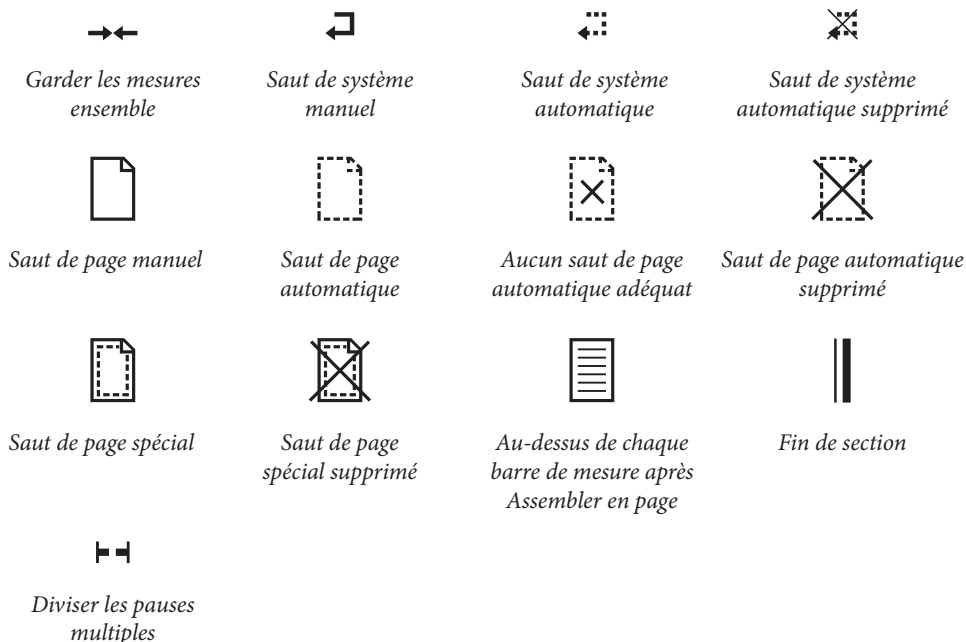 Garder les mesures
ensemble
Saut de système
manuel
Saut de système
automatique
Saut de système
automatique supprimé
Saut de page manuel
Saut de page
automatique
Aucun saut de page
automatique adéquat
Saut de page automatique
supprimé
Saut de page spécial
Saut de page
spécial supprimé
Au-dessus de chaque
barre de mesure après
Assembler en page
Fin de section
Diviser les pauses
multiples